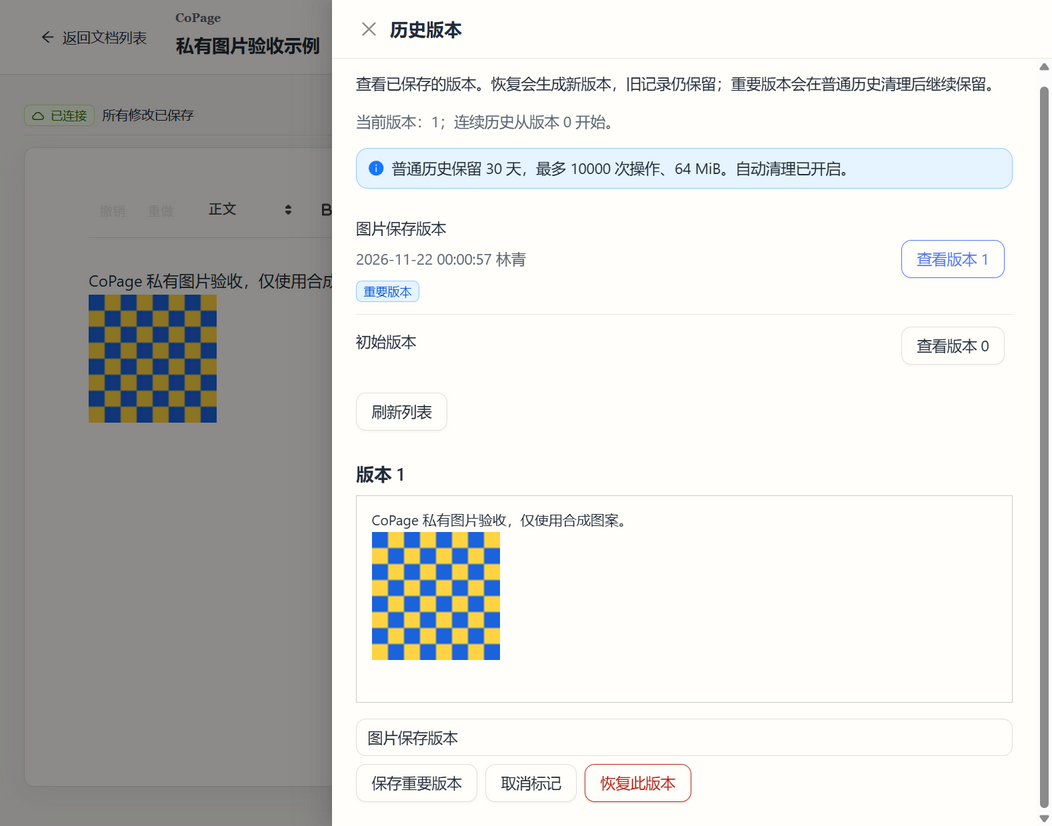 CoPage
返回文档列表
私有图片验收示例
已连接
所有修改已保存
撤销
重做
正文
B
CoPage 私有图片验收，仅使用合成
历史版本
查看已保存的版本。恢复会生成新版本，旧记录仍保留；重要版本会在普通历史清理后继续保留。
当前版本：1；连续历史从版本 0 开始。
普通历史保留 30 天，最多 10000 次操作、64 MiB。自动清理已开启。
图片保存版本
2026-11-22 00:00:57 林青
重要版本
查看版本 1
初始版本
查看版本 0
刷新列表
版本 1
CoPage 私有图片验收，仅使用合成图案。
图片保存版本
保存重要版本
取消标记
恢复此版本